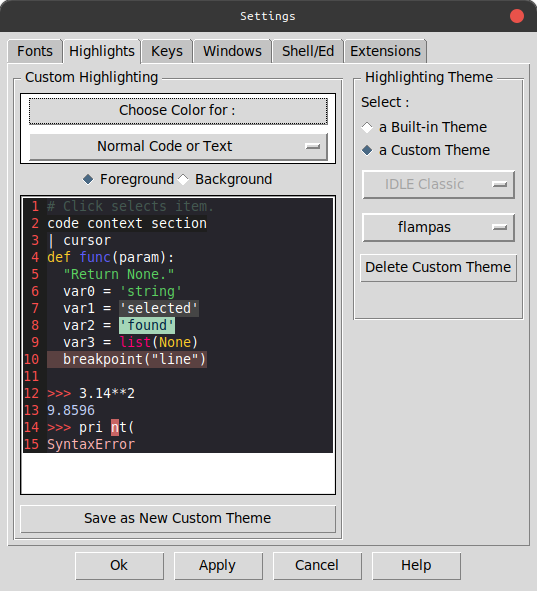 Settings
Fonts Highlights Keys Windows Shell/Ed Extensions
Custom Highlighting
Choose Color for :
Normal Code or Text
Foreground Background
1 # Click selects item.
2 code context section
3 | cursor
4 def func(param):
5   "Return None."
6   var0 = 'string'
7   var1 = 'selected'
8   var2 = 'found'
9   var3 = list(None)
10   breakpoint("line")
11
12 >>> 3.14**2
13 9.8596
14 >>> pri nt(
15 SyntaxError
Save as New Custom Theme
Highlighting Theme
Select :
a Built-in Theme
a Custom Theme
IDLE Classic
flampas
Delete Custom Theme
Ok Apply Cancel Help